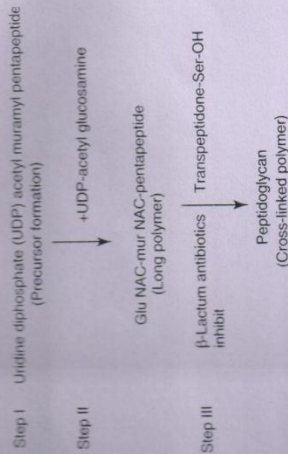 Step I Uridine diphosphate (UDP) acetyl muramyl pentapeptide
(Precursor formation)
Step II +UDP-acetyl glucosamine
Glu NAC-mur NAC-pentapeptide
(Long polymer)
Step III β-Lactum antibiotics Transpeptidone-Ser-OH
inhibit
Peptidoglycan
(Cross-linked polymer)